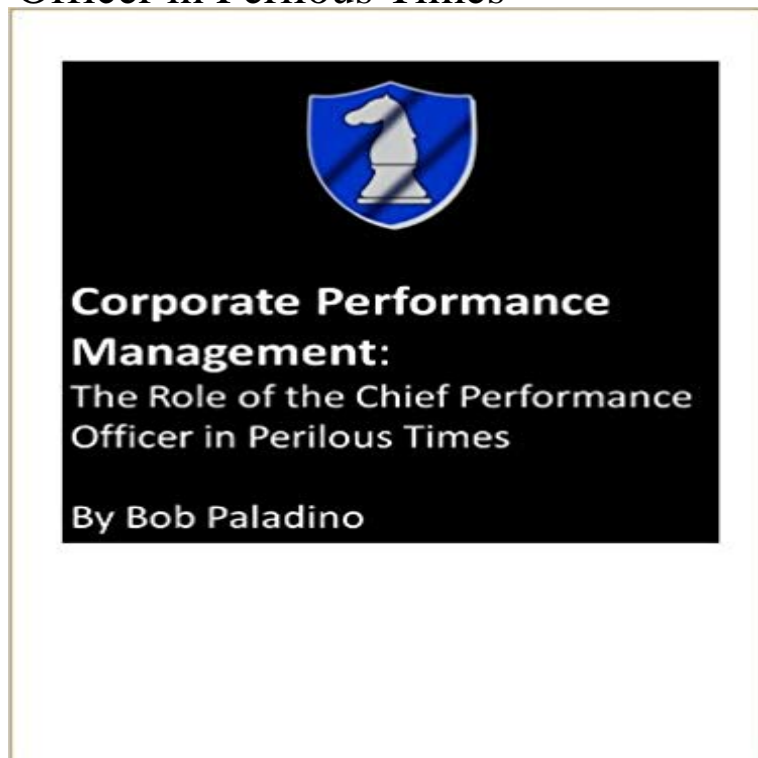 Officer in Perilous Times
Corporate Performance
Management:
The Role of the Chief Performance
Officer in Perilous Times
By Bob Paladino